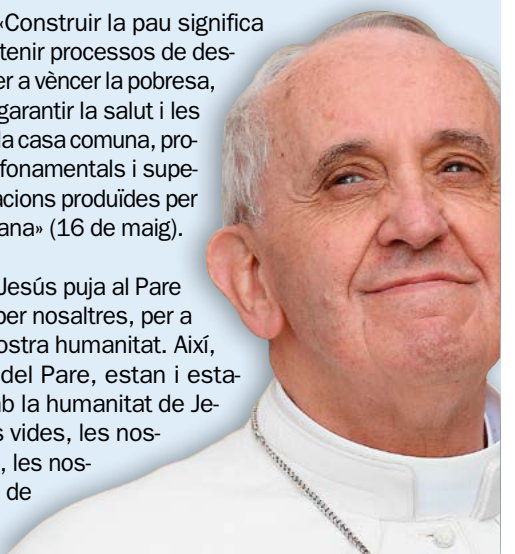 «Construir la pau significa
tenir processos de des-
er a vèncer la pobresa,
garantir la salut i les
la casa comuna, pro-
fonamentals i supe-
acions produïdes per
ana» (16 de maig).
Jesús puja al Pare
per nosaltres, per a
ostra humanitat. Així,
del Pare, estan i esta-
mb la humanitat de Je-
s vides, les nos-
, les nos-
de